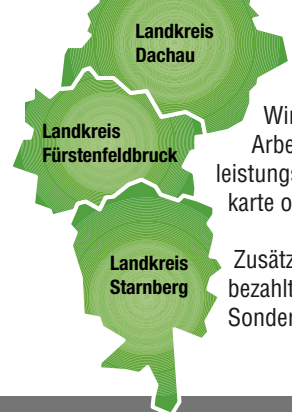 Landkreis
Dachau
Landkreis
Fürstenfeldbruck
Landkreis
Starnberg
Wir
Arbe
leistungs
karte o
Zusätz
bezahlt
Sonder